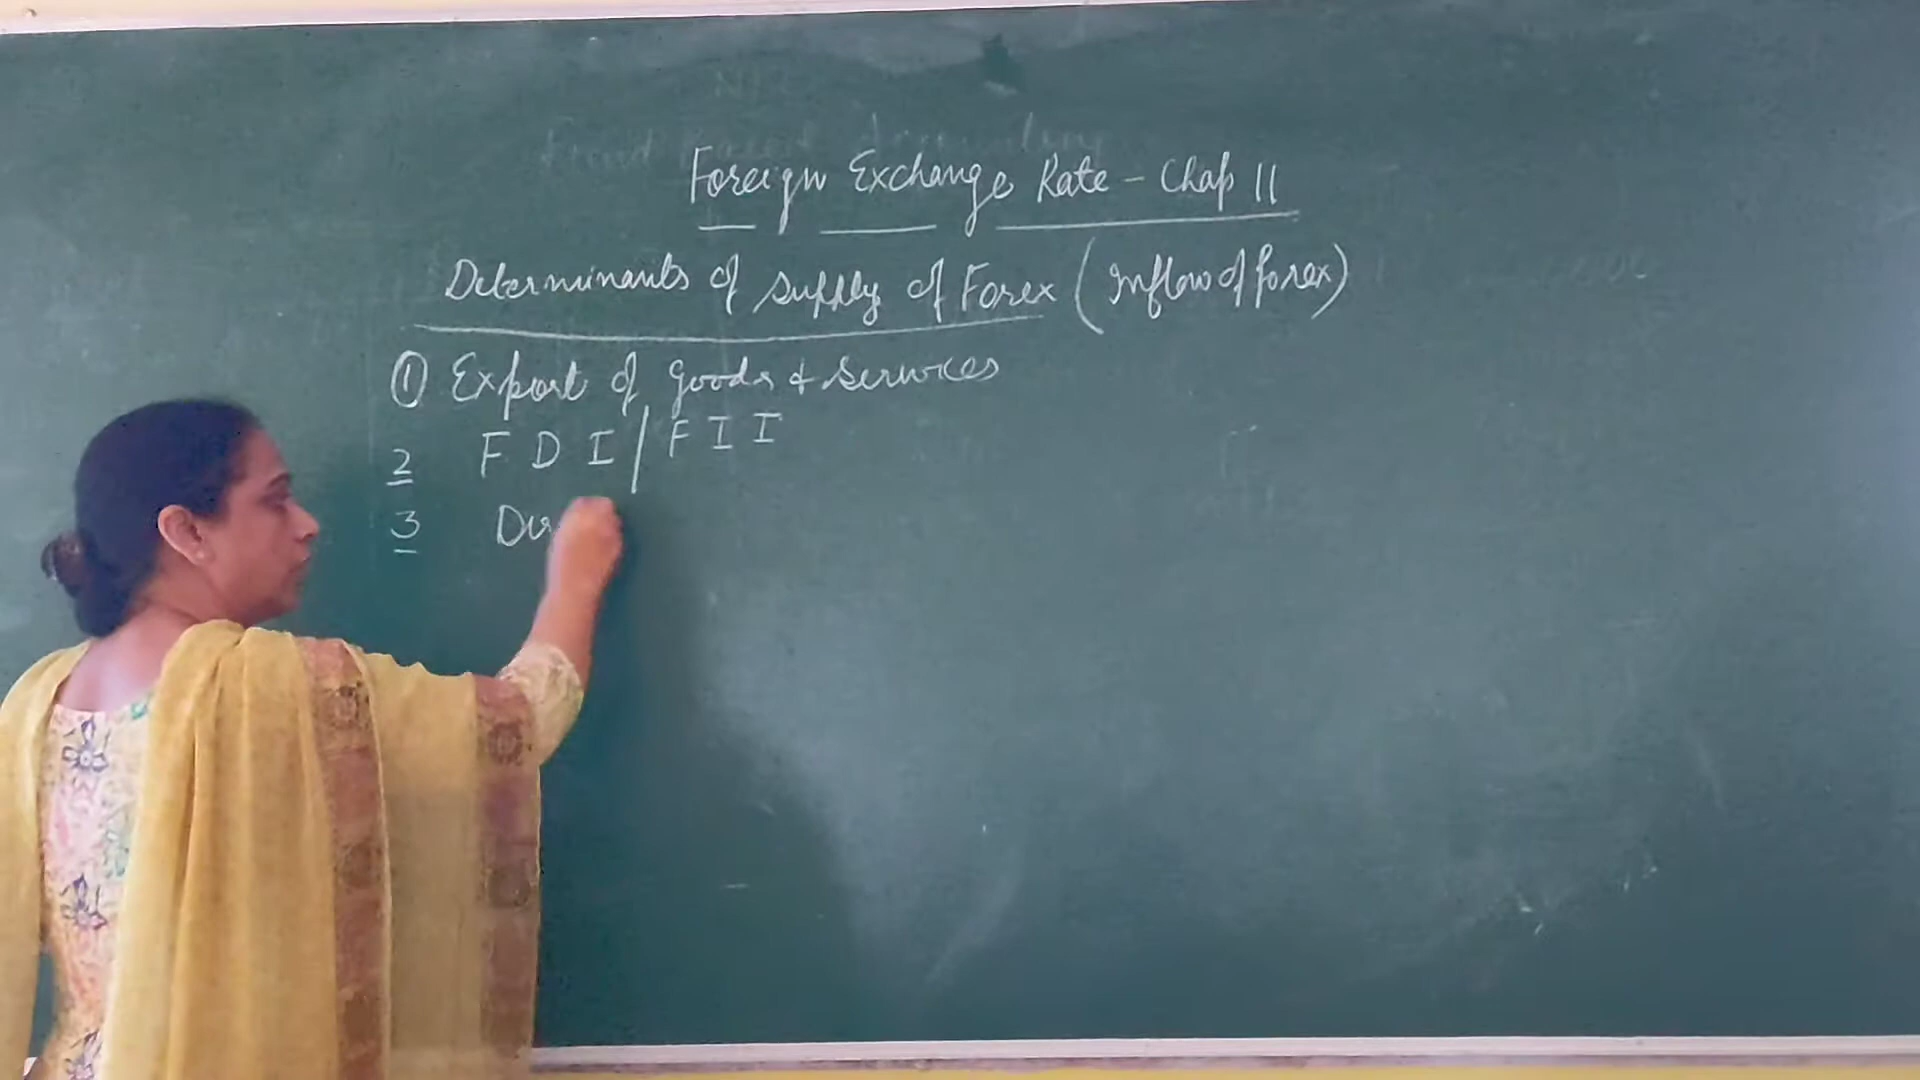 Foreign Exchange Rate - Chap 11
Determinants of supply of Forex (Inflow of forex)
① Export of goods & services
2 F D I / F I I
3 Dir